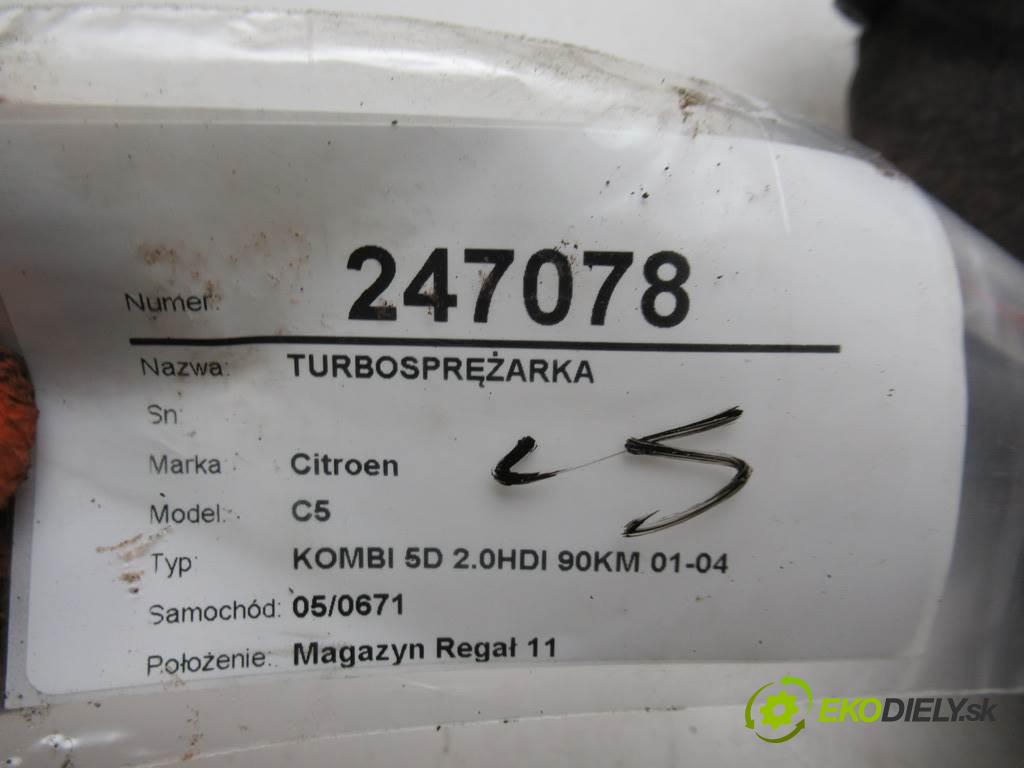 Numer: 247078
Nazwa: TURBOSPRĘŻARKA
Sn:
Marka: Citroen
Model: C5
C5
Typ: KOMBI 5D 2.0HDI 90KM 01-04
Samochód: 05/0671
Położenie: Magazyn Regał 11
EKODIELY.sk